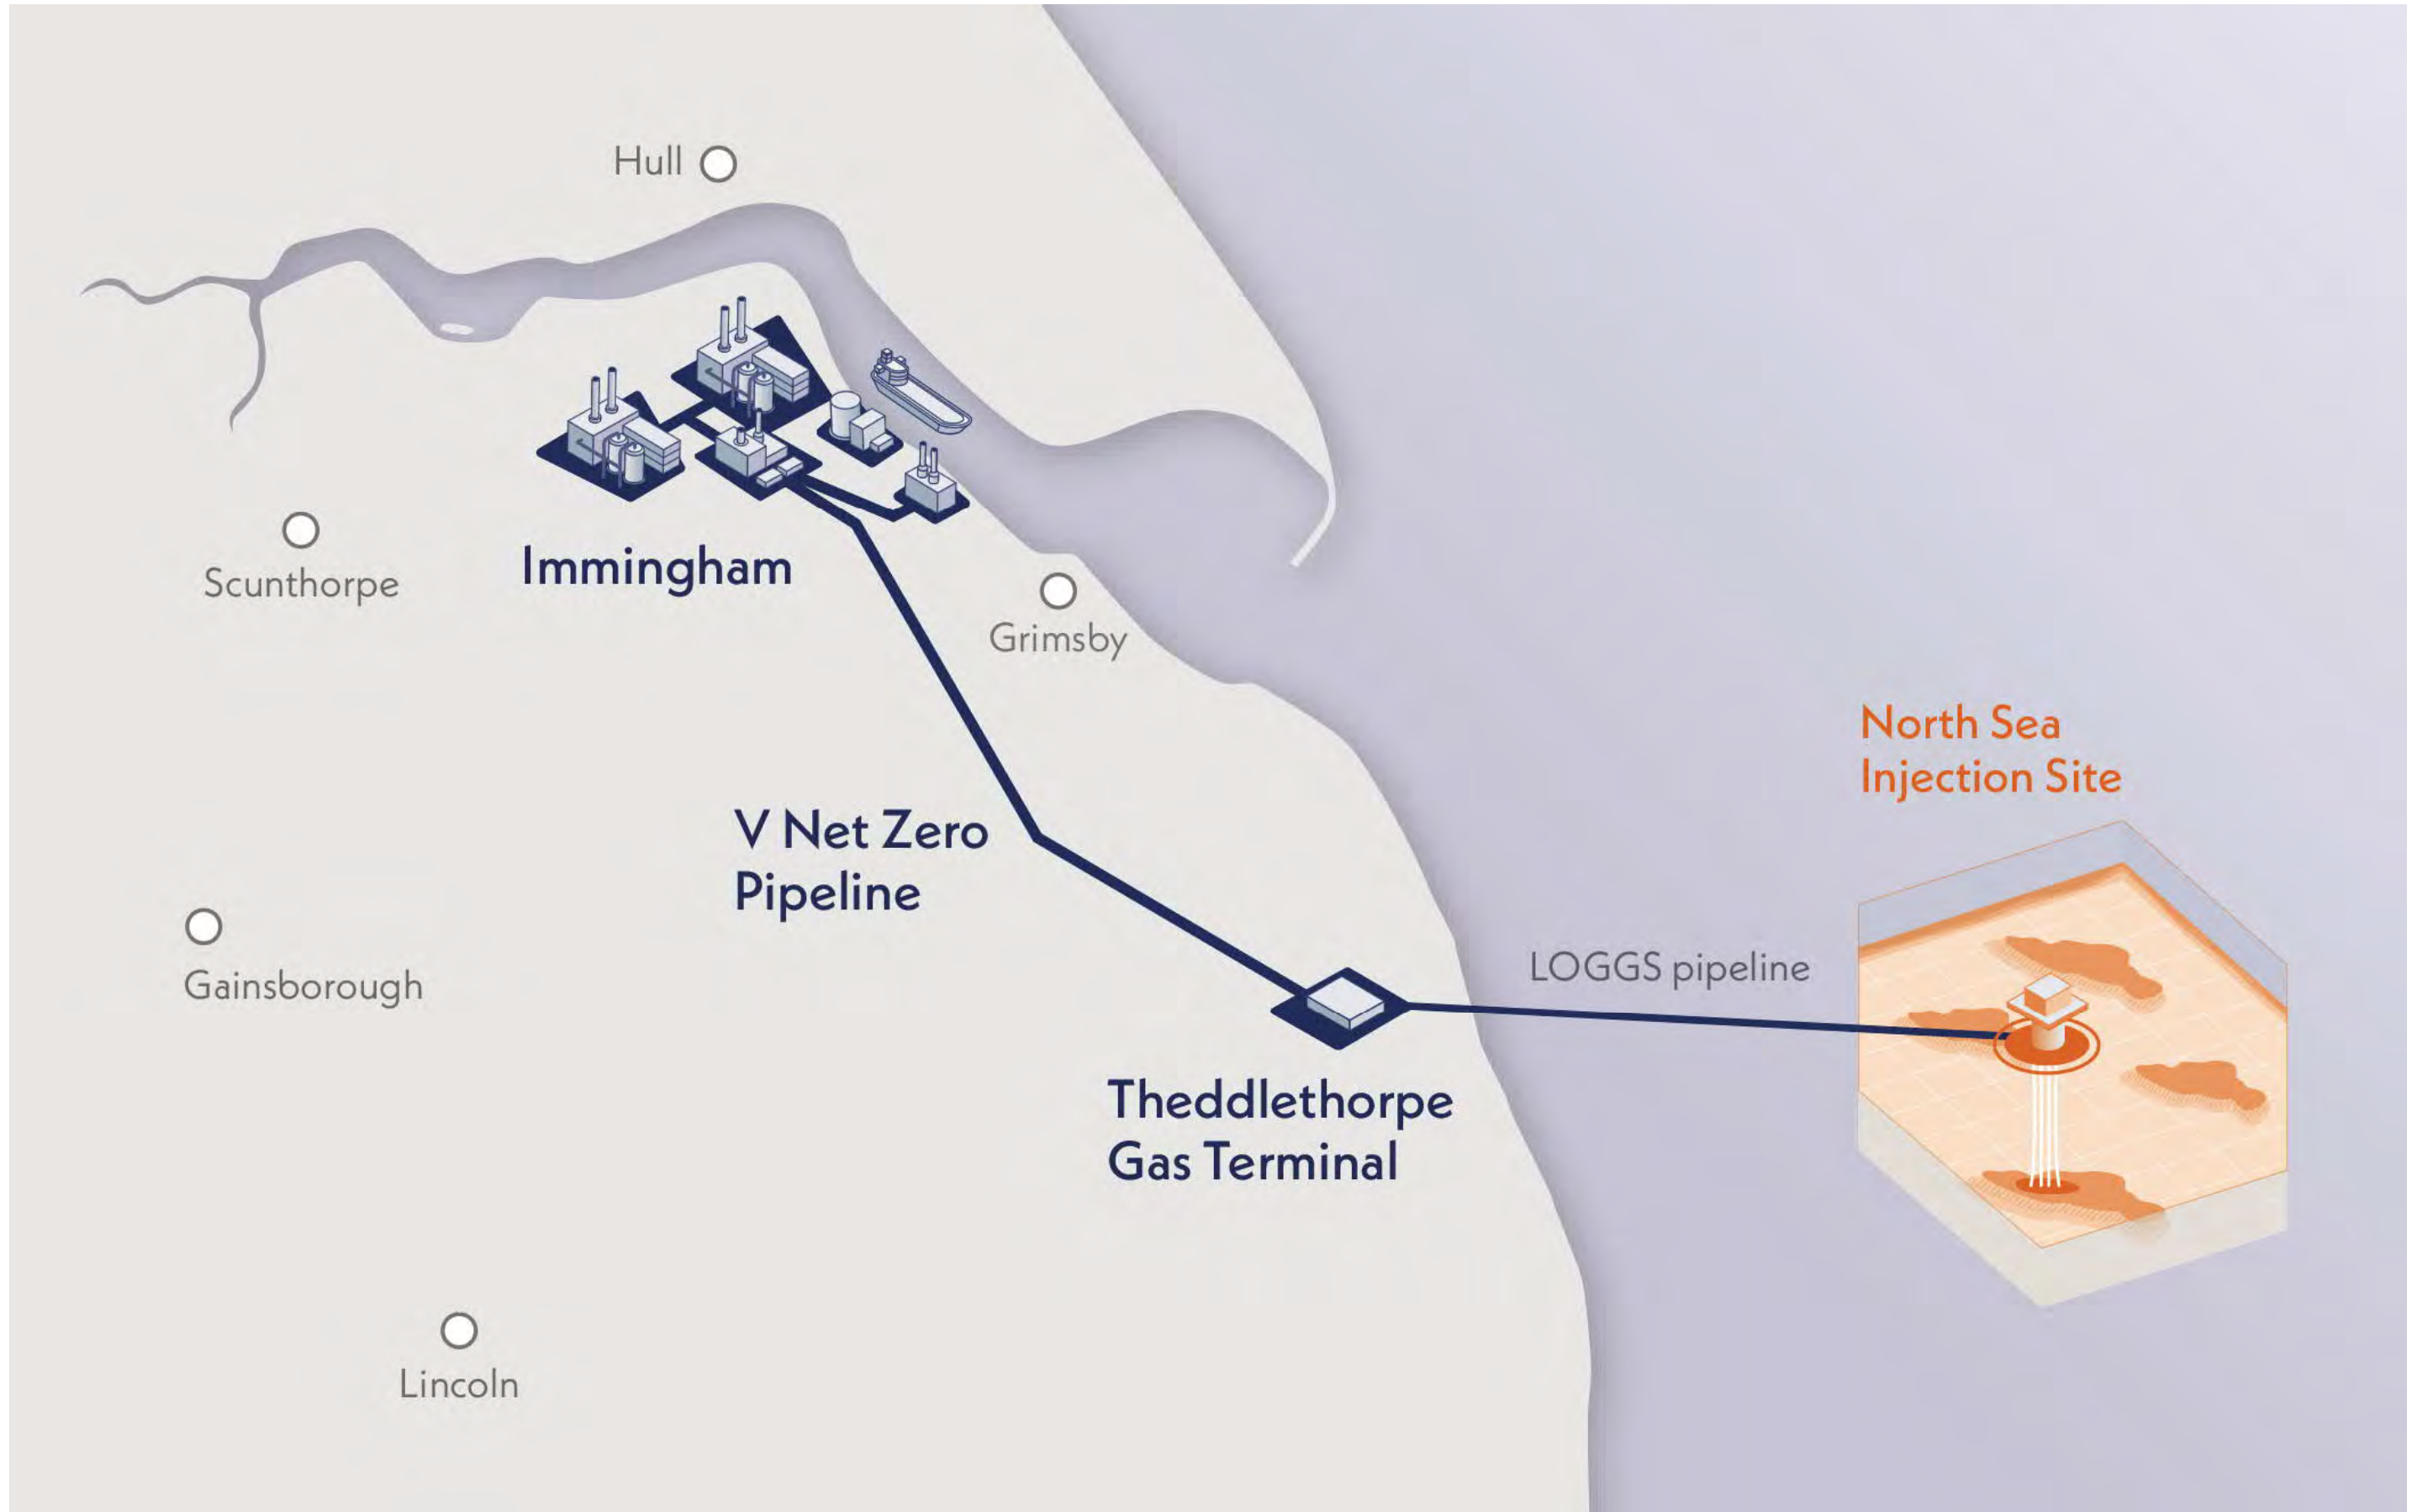 Hull
Scunthorpe
Immingham
Grimsby
North Sea
Injection Site
V Net Zero
Pipeline
Gainsborough
LOGGS pipeline
Theddlethorpe
Gas Terminal
Lincoln